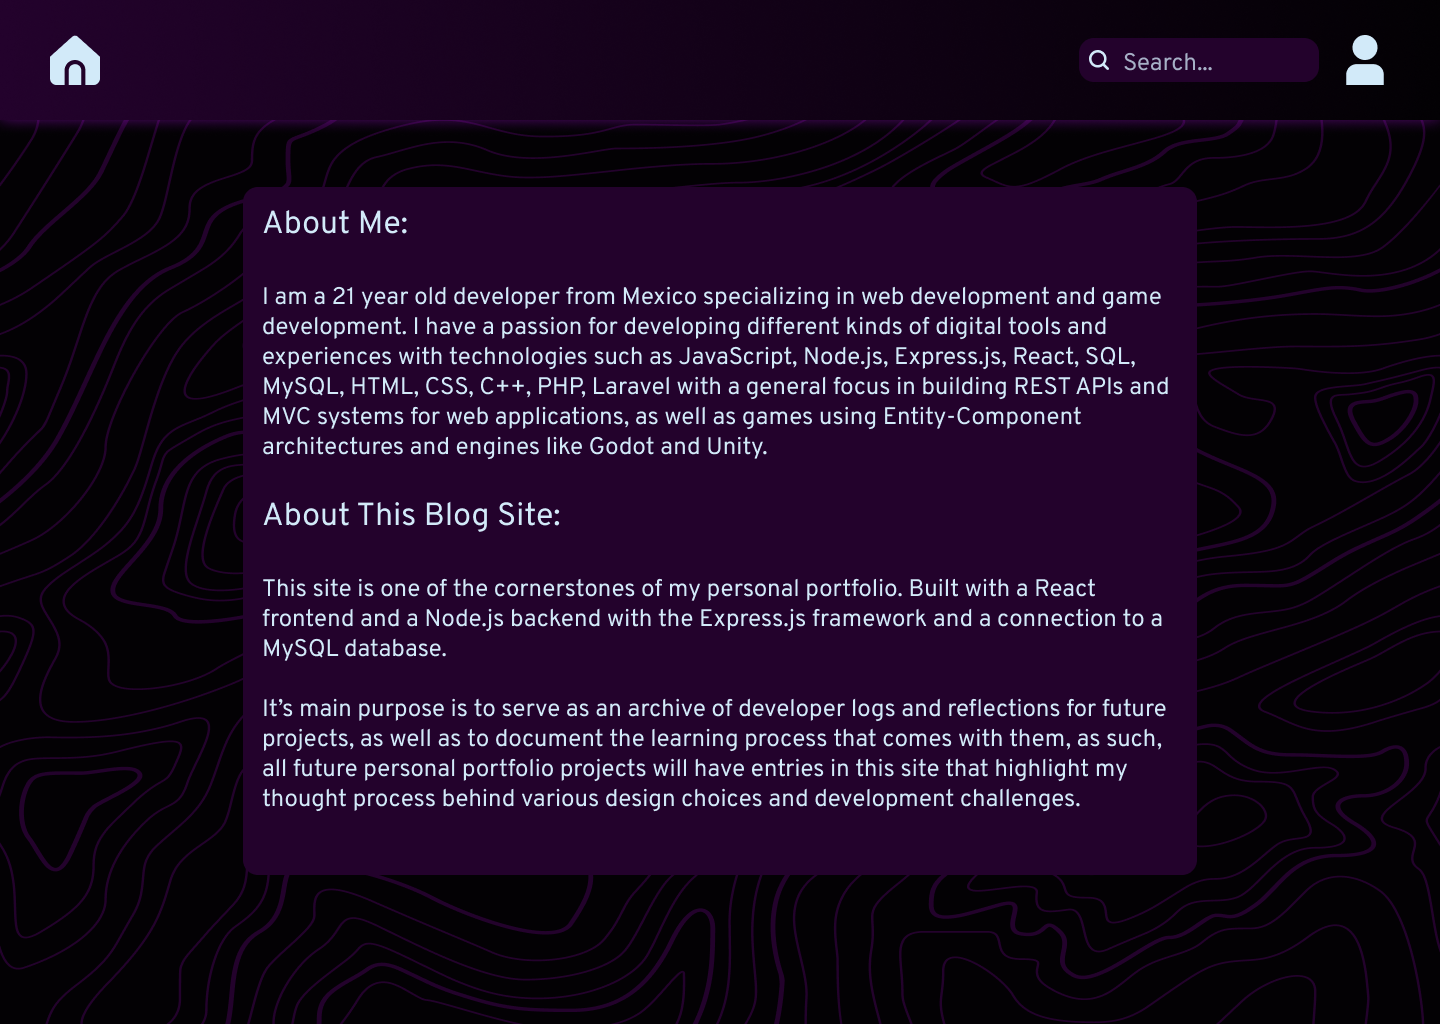 Search...
About Me:
I am a 21 year old developer from Mexico specializing in web development and game
development. I have a passion for developing different kinds of digital tools and
experiences with technologies such as JavaScript, Node.js, Express.js, React, SQL,
MySQL, HTML, CSS, C++, PHP, Laravel with a general focus in building REST APIs and
MVC systems for web applications, as well as games using Entity-Component
architectures and engines like Godot and Unity.
About This Blog Site:
This site is one of the cornerstones of my personal portfolio. Built with a React
frontend and a Node.js backend with the Express.js framework and a connection to a
MySQL database.
It’s main purpose is to serve as an archive of developer logs and reflections for future
projects, as well as to document the learning process that comes with them, as such,
all future personal portfolio projects will have entries in this site that highlight my
thought process behind various design choices and development challenges.